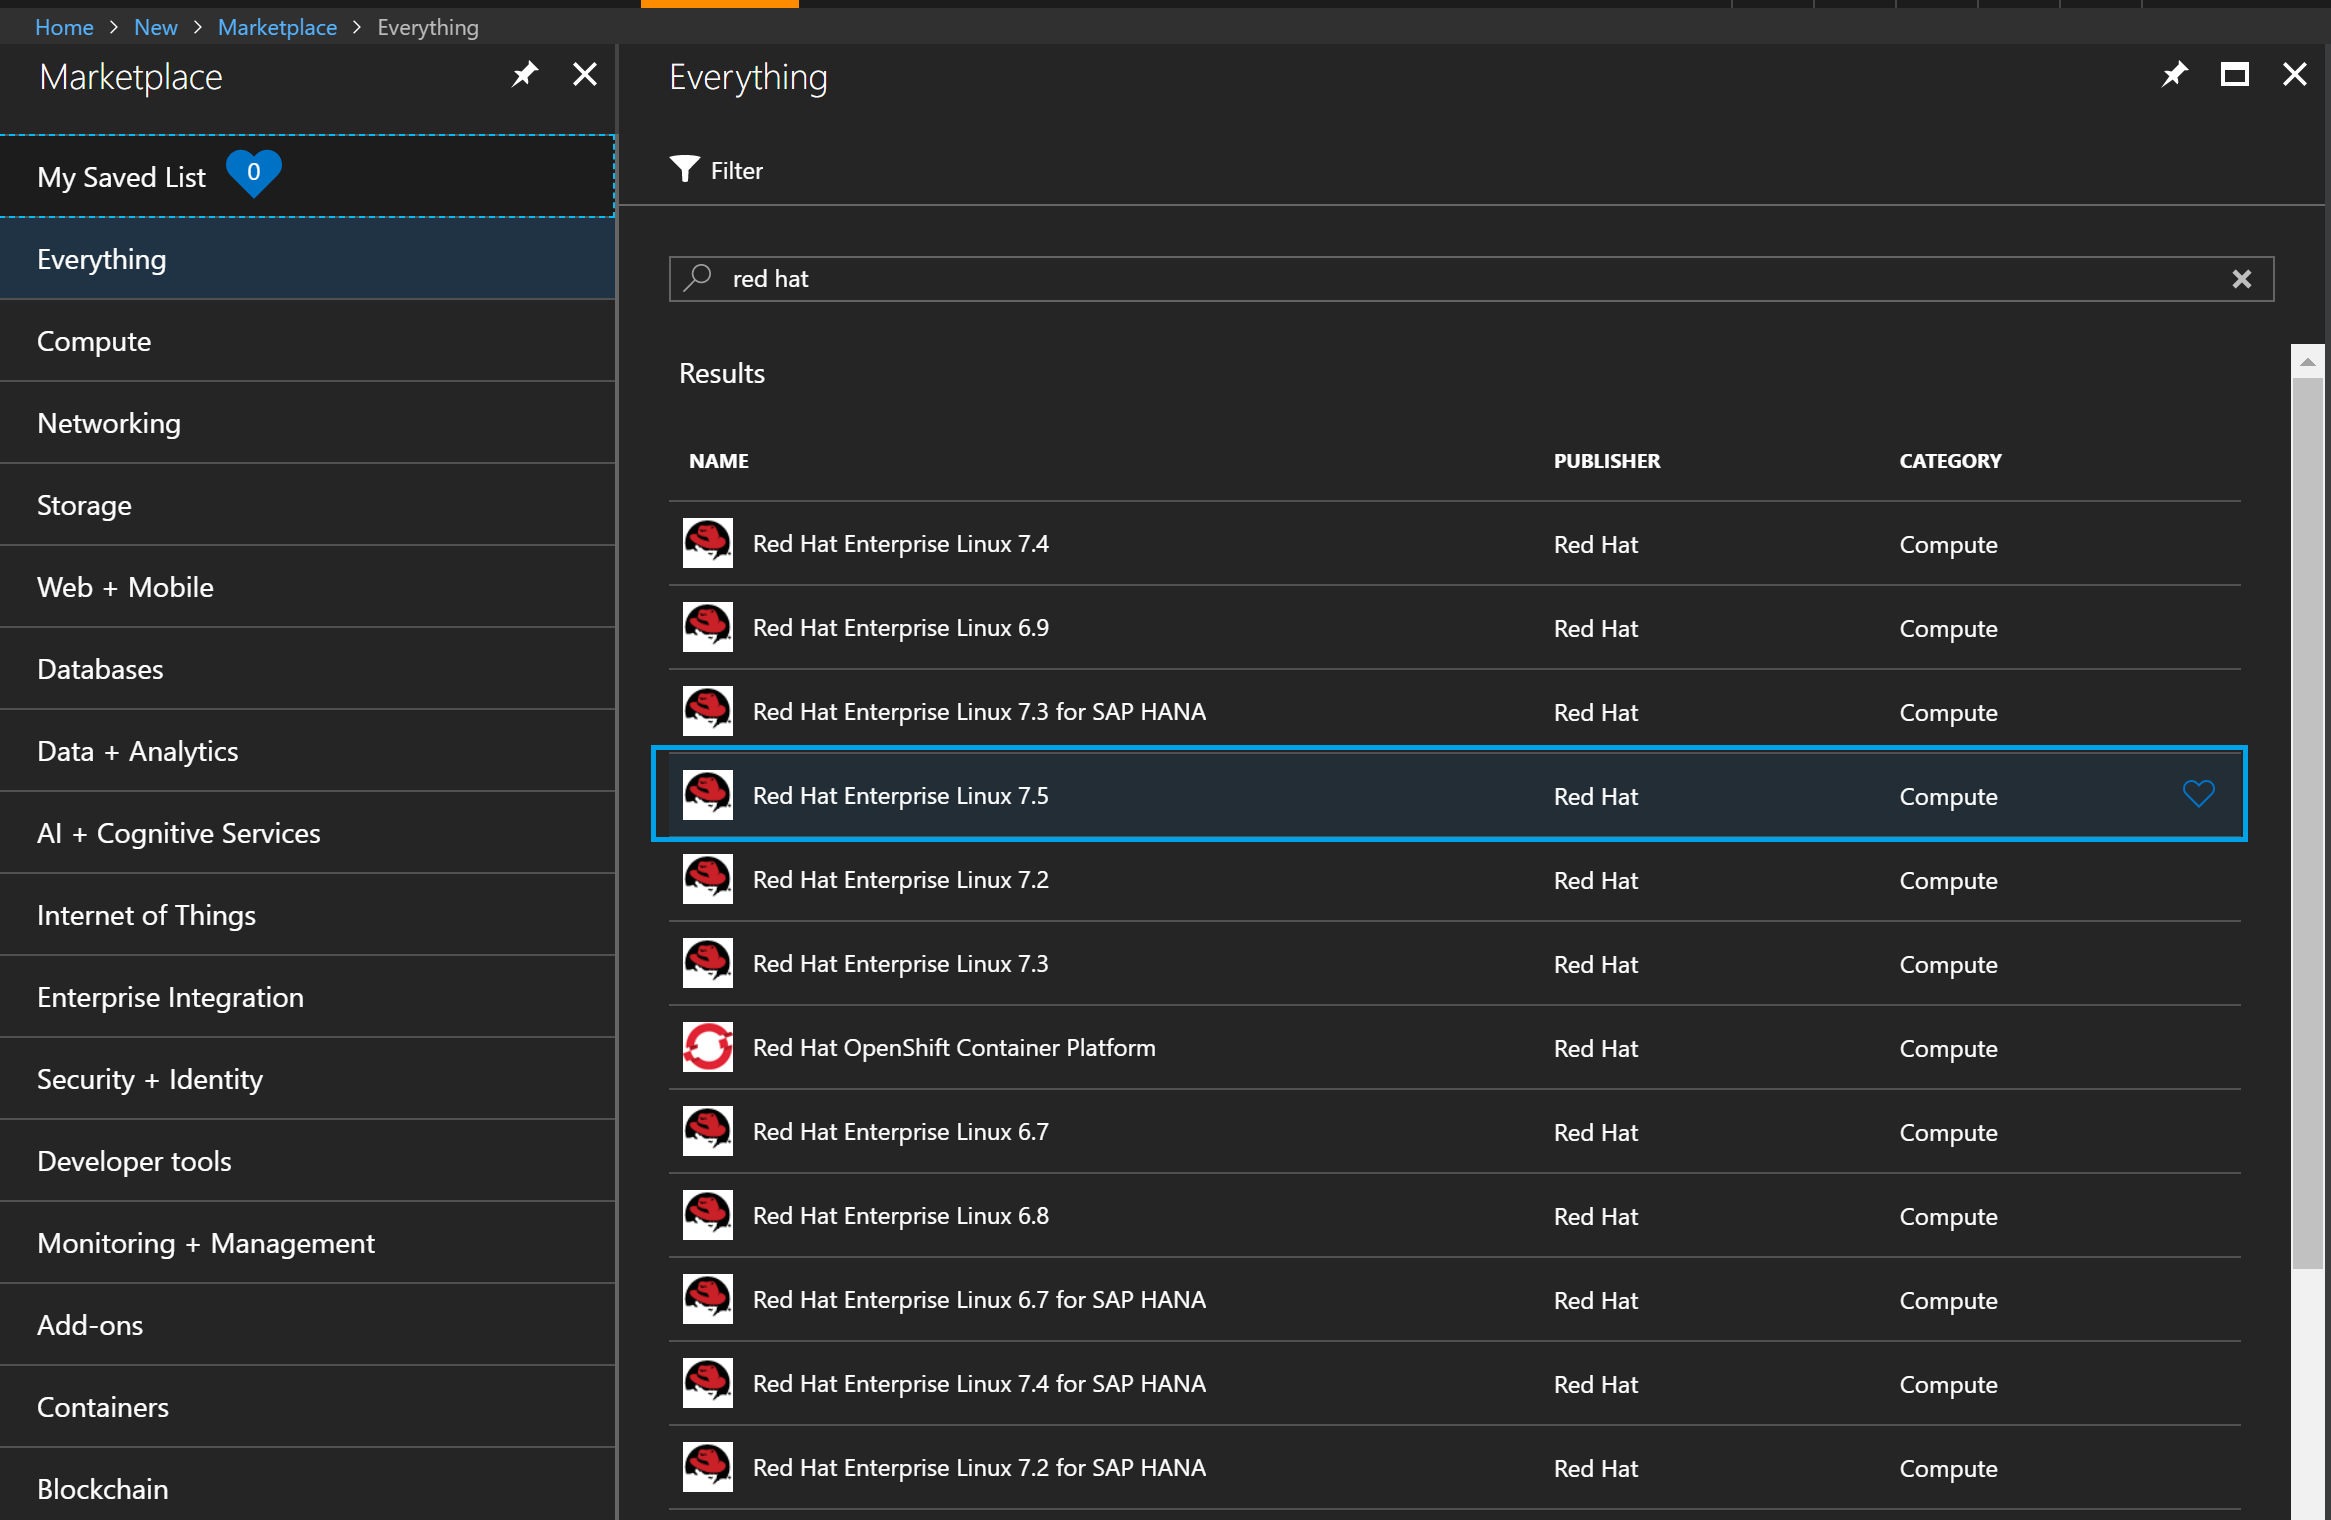 Home > New > Marketplace > Everything
Marketplace
My Saved List 0
Everything
Compute
Networking
Storage
Web + Mobile
Databases
Data + Analytics
AI + Cognitive Services
Internet of Things
Enterprise Integration
Security + Identity
Developer tools
Monitoring + Management
Add-ons
Containers
Blockchain
Everything
Filter
red hat
Results
NAME PUBLISHER CATEGORY
Red Hat Enterprise Linux 7.4 Red Hat Compute
Red Hat Enterprise Linux 6.9 Red Hat Compute
Red Hat Enterprise Linux 7.3 for SAP HANA Red Hat Compute
Red Hat Enterprise Linux 7.5 Red Hat Compute
Red Hat Enterprise Linux 7.2 Red Hat Compute
Red Hat Enterprise Linux 7.3 Red Hat Compute
Red Hat OpenShift Container Platform Red Hat Compute
Red Hat Enterprise Linux 6.7 Red Hat Compute
Red Hat Enterprise Linux 6.8 Red Hat Compute
Red Hat Enterprise Linux 6.7 for SAP HANA Red Hat Compute
Red Hat Enterprise Linux 7.4 for SAP HANA Red Hat Compute
Red Hat Enterprise Linux 7.2 for SAP HANA Red Hat Compute